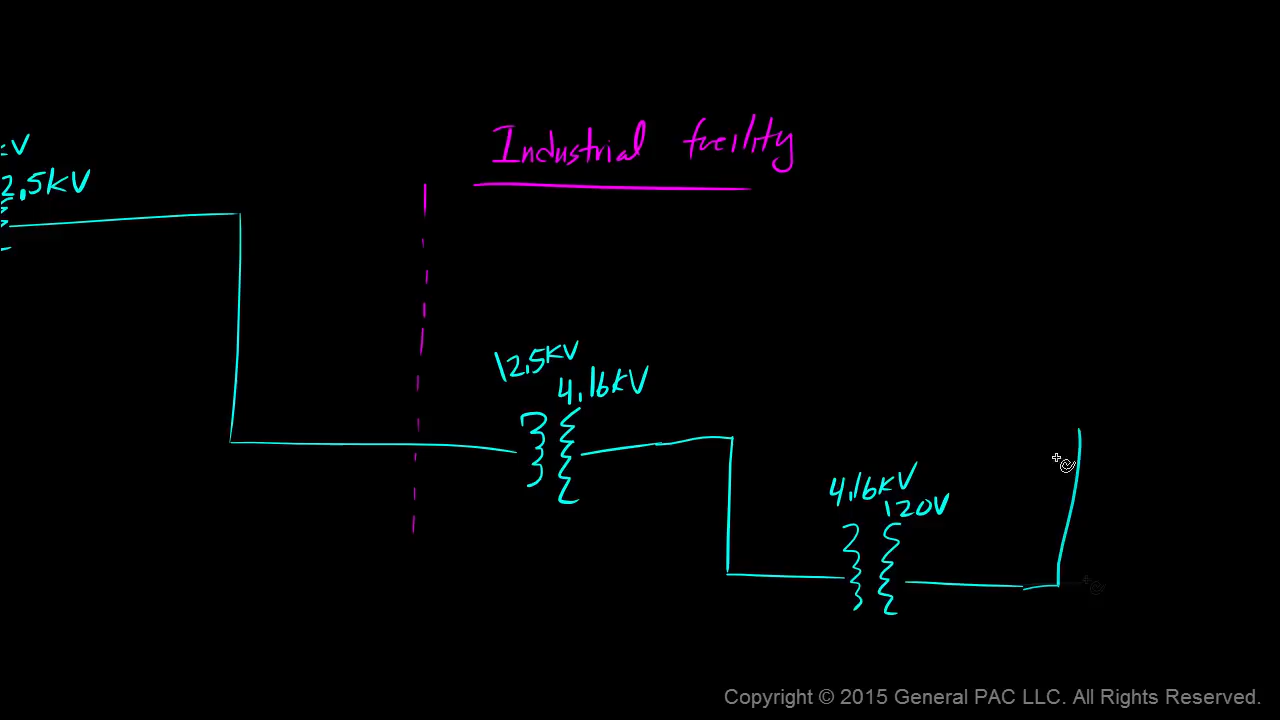 Industrial facility
kV
2.5kV
12.5kV
4.16kV
4.16kV
120V
Copyright © 2015 General PAC LLC. All Rights Reserved.